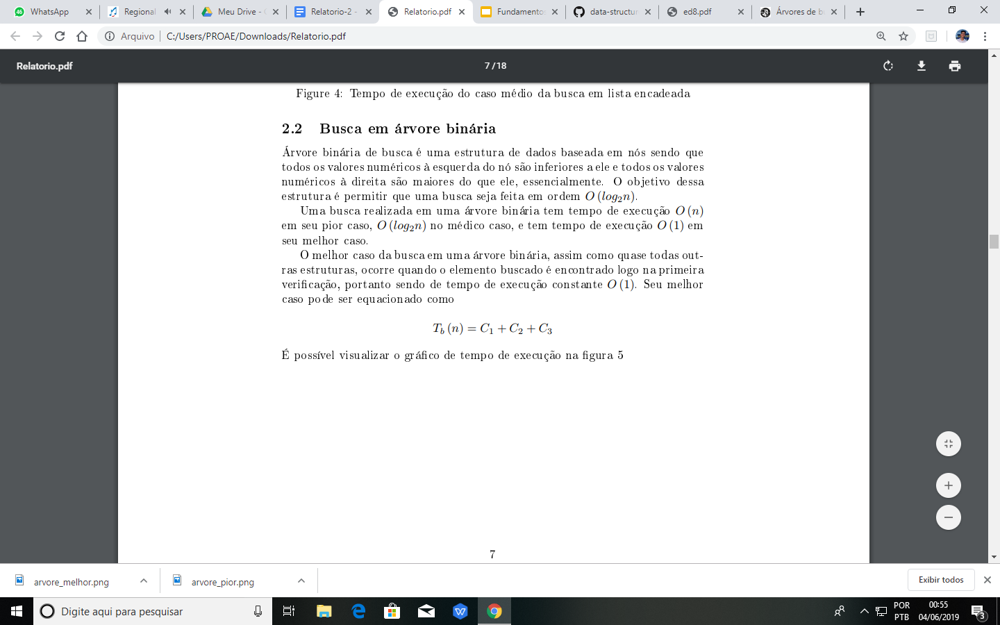 WhatsApp
Regional
Meu Drive - 
Relatorio-2 -
Relatorio.pdf
Fundamentos
data-structur
ed8.pdf
Árvores de b
Arquivo
C:/Users/PROAE/Downloads/Relatorio.pdf
Relatorio.pdf
7 / 18
Figure 4: Tempo de execução do caso médio da busca em lista encadeada
2.2 Busca em árvore binária
Árvore binária de busca é uma estrutura de dados baseada em nós sendo que
todos os valores numéricos à esquerda do nó são inferiores a ele e todos os valores
numéricos à direita são maiores do que ele, essencialmente. O objetivo dessa
estrutura é permitir que uma busca seja feita em ordem O (log₂n).
Uma busca realizada em uma árvore binária tem tempo de execução O (n)
em seu pior caso, O (log₂n) no médico caso, e tem tempo de execução O (1) em
seu melhor caso.
O melhor caso da busca em uma árvore binária, assim como quase todas out-
ras estruturas, ocorre quando o elemento buscado é encontrado logo na primeira
verificação, portanto sendo de tempo de execução constante O (1). Seu melhor
caso pode ser equacionado como
T_b (n) = C₁ + C₂ + C₃
É possível visualizar o gráfico de tempo de execução na figura 5
7
arvore_melhor.png
arvore_pior.png
Exibir todos
Digite aqui para pesquisar
POR
PTB
00:55
04/06/2019
3